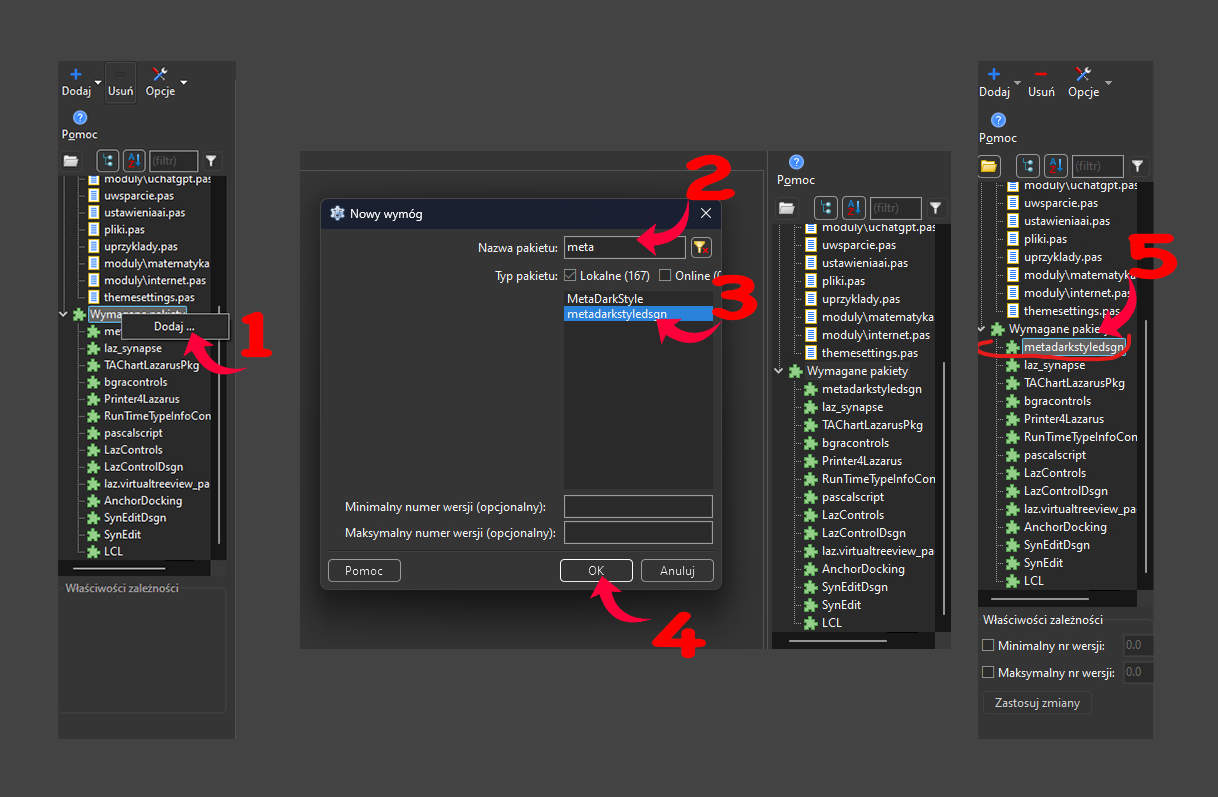 Dodaj
Usuń
Opcje
Pomoc
(filtr)
moduly\uchatgpt.pas
uwsparcie.pas
ustawieniaai.pas
pliki.pas
uprzyklady.pas
moduly\matematyka
moduly\internet.pas
themesettings.pas
Wymagane pakiety
Dodaj ...
1
laz_synapse
TAChartLazarusPkg
bgracontrols
Printer4Lazarus
RunTimeTypeInfoCon
pascalscript
LazControls
LazControlDsgn
laz.virtualtreeview_pa
AnchorDocking
SynEditDsgn
SynEdit
LCL
Właściwości zależności
Nowy wymóg
2
Nazwa pakietu:
meta
Typ pakietu:
Lokalne (167)
Online
3
MetaDarkStyle
metadarkstyledsgn
Minimalny numer wersji (opcjonalny):
Maksymalny numer wersji (opcjonalny):
Pomoc
OK
Anuluj
4
Pomoc
(filtr)
moduly\uchatgpt.pas
uwsparcie.pas
ustawieniaai.pas
pliki.pas
uprzyklady.pas
moduly\matematyka
moduly\internet.pas
themesettings.pas
Wymagane pakiety
metadarkstyledsgn
laz_synapse
TAChartLazarusPkg
bgracontrols
Printer4Lazarus
RunTimeTypeInfoCon
pascalscript
LazControls
LazControlDsgn
laz.virtualtreeview_pa
AnchorDocking
SynEditDsgn
SynEdit
LCL
Dodaj
Usuń
Opcje
Pomoc
(filtr)
moduly\uchatgpt.pas
uwsparcie.pas
ustawieniaai.pas
pliki.pas
uprzyklady.pas
moduly\matematyka
moduly\internet.pas
themesettings.pas
5
Wymagane pakiety
metadarkstyledsgn
laz_synapse
TAChartLazarusPkg
bgracontrols
Printer4Lazarus
RunTimeTypeInfoCon
pascalscript
LazControls
LazControlDsgn
laz.virtualtreeview_pa
AnchorDocking
SynEditDsgn
SynEdit
LCL
Właściwości zależności
Minimalny nr wersji:
0.0
Maksymalny nr wersji:
0.0
Zastosuj zmiany